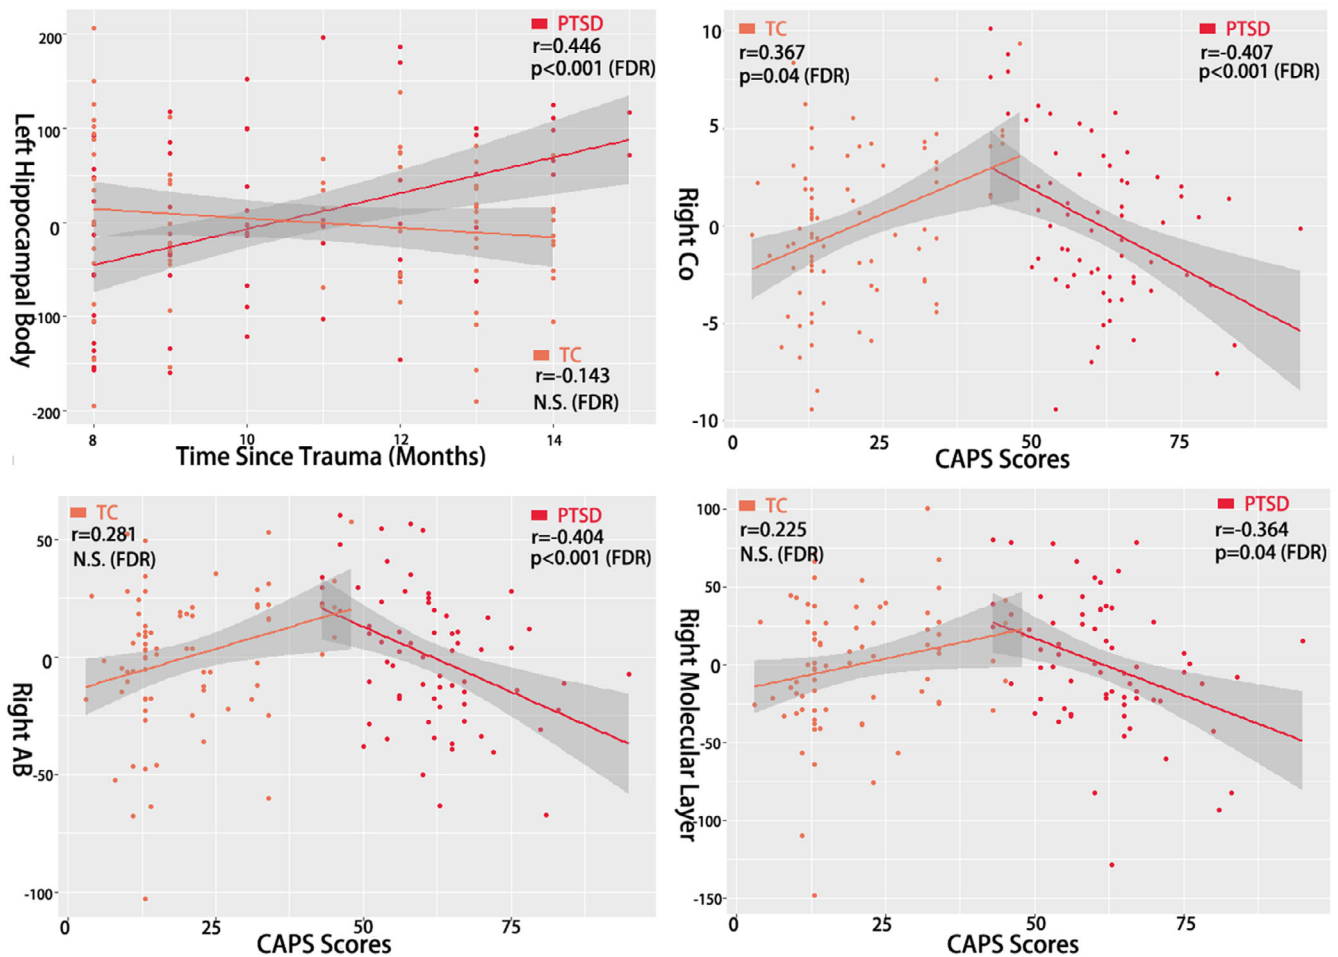 PTSD
r=0.446
p<0.001 (FDR)
200
100
0
-100
-200
Left Hippocampal Body
TC
r=-0.143
N.S. (FDR)
8
10
12
14
Time Since Trauma (Months)
TC
r=0.367
p=0.04 (FDR)
PTSD
r=-0.407
p<0.001 (FDR)
10
5
0
-5
-10
Right Co
0
25
50
75
CAPS Scores
TC
r=0.281
N.S. (FDR)
PTSD
r=-0.404
p<0.001 (FDR)
50
0
-50
-100
Right AB
0
25
50
75
CAPS Scores
TC
r=0.225
N.S. (FDR)
PTSD
r=-0.364
p=0.04 (FDR)
100
50
0
-50
-100
-150
Right Molecular Layer
0
25
50
75
CAPS Scores